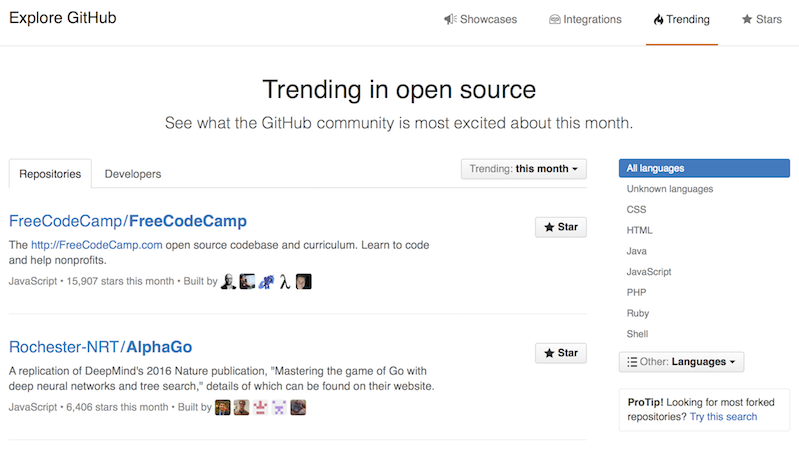 Explore GitHub
Showcases
Integrations
Trending
Stars
Trending in open source
See what the GitHub community is most excited about this month.
Repositories
Developers
Trending: this month
FreeCodeCamp/FreeCodeCamp
Star
The http://FreeCodeCamp.com open source codebase and curriculum. Learn to code
and help nonprofits.
JavaScript • 15,907 stars this month • Built by
Rochester-NRT/AlphaGo
Star
A replication of DeepMind's 2016 Nature publication, "Mastering the game of Go with
deep neural networks and tree search," details of which can be found on their website.
JavaScript • 6,406 stars this month • Built by
All languages
Unknown languages
CSS
HTML
Java
JavaScript
PHP
Ruby
Shell
Other: Languages
ProTip! Looking for most forked
repositories? Try this search